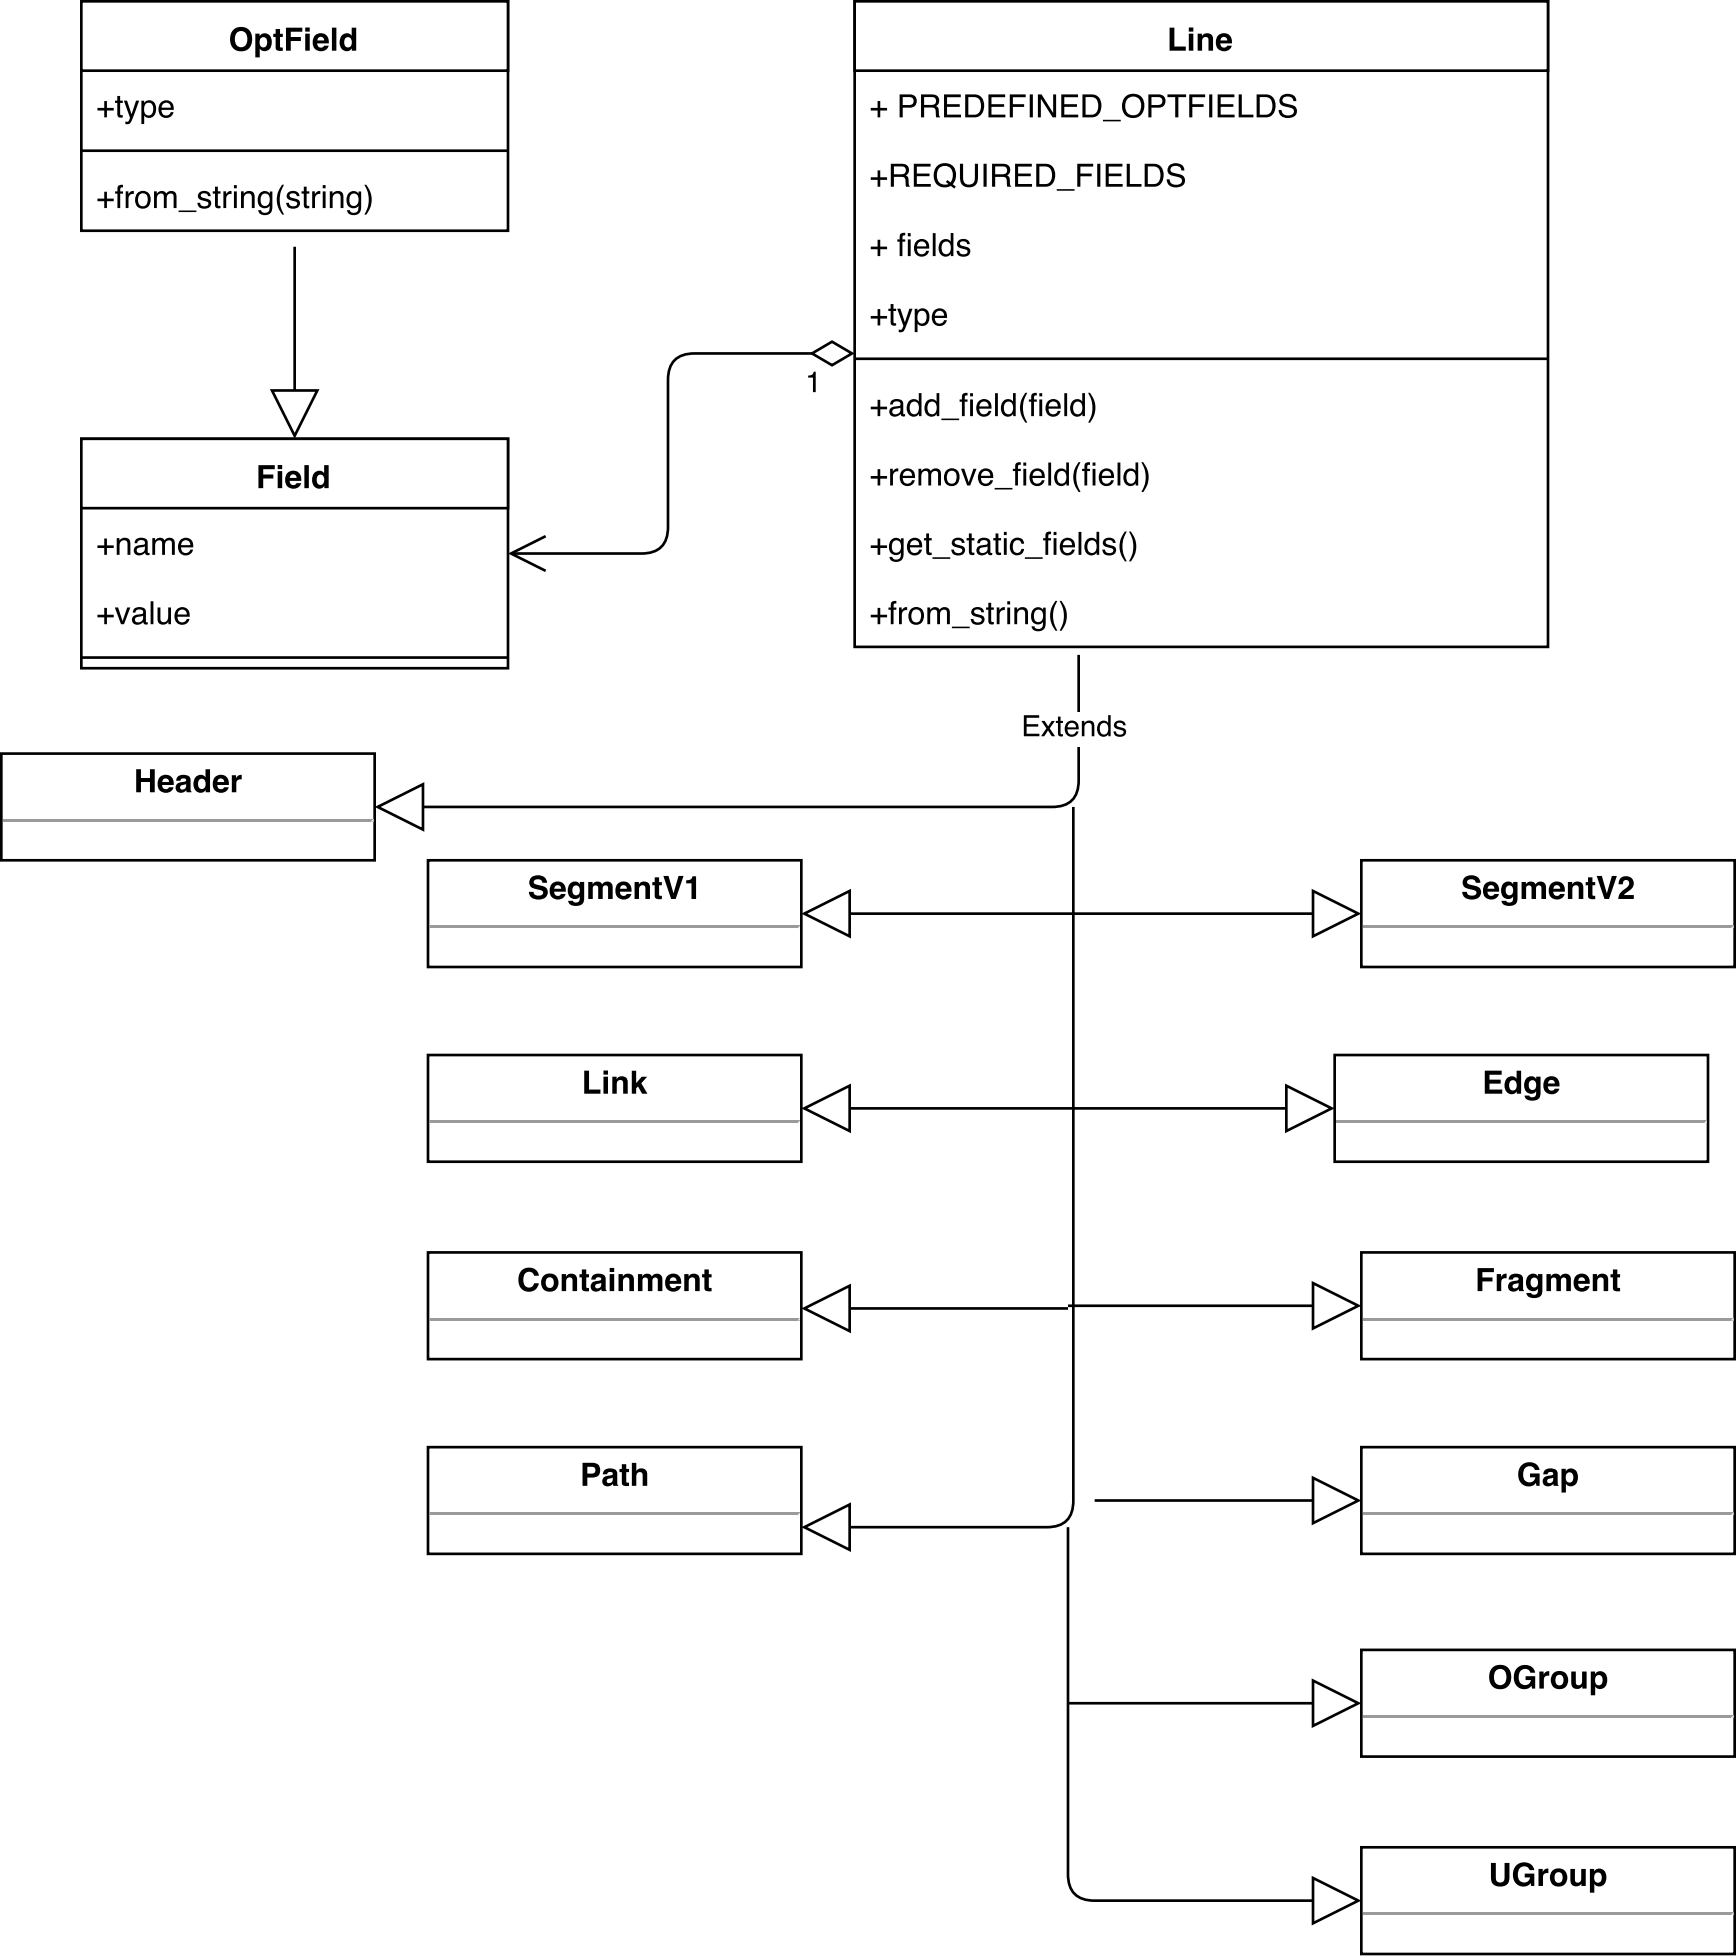 OptField
+type
+from_string(string)
Line
+ PREDEFINED_OPTFIELDS
+REQUIRED_FIELDS
+ fields
+type
+add_field(field)
+remove_field(field)
+get_static_fields()
+from_string()
1
Field
+name
+value
Extends
Header
SegmentV1
SegmentV2
Link
Edge
Containment
Fragment
Path
Gap
OGroup
UGroup